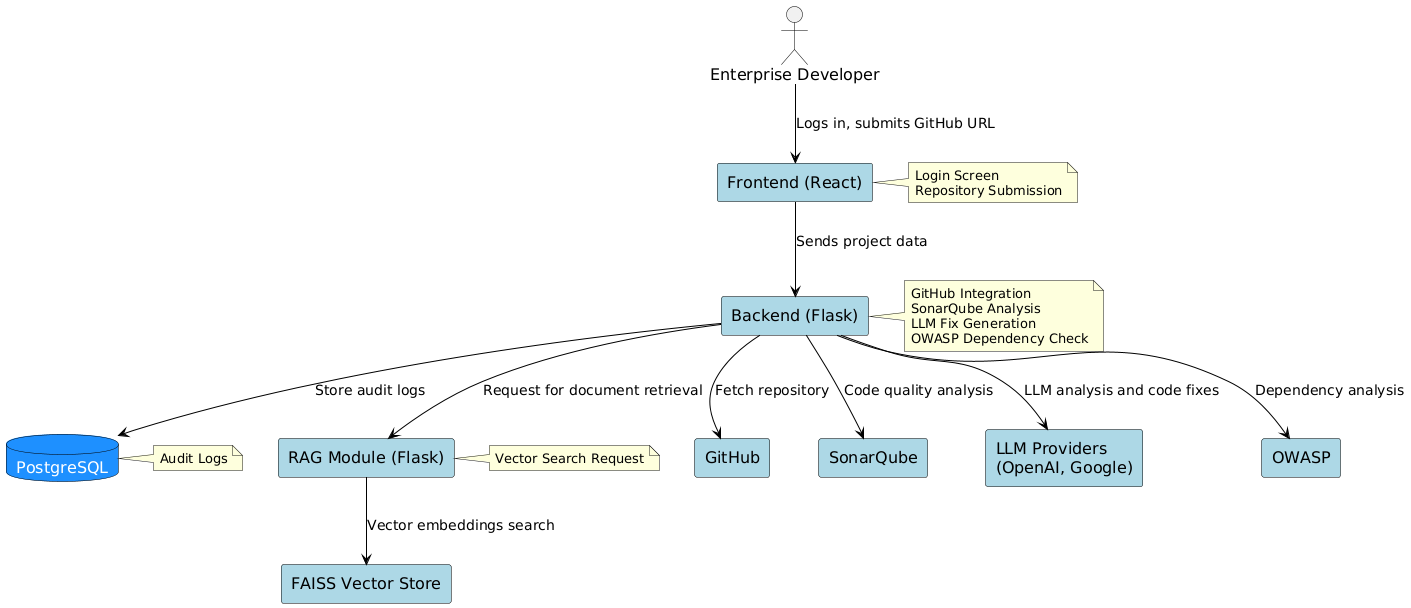 Enterprise Developer
Logs in, submits GitHub URL
Frontend (React)
Login Screen
Repository Submission
Sends project data
Backend (Flask)
GitHub Integration
SonarQube Analysis
LLM Fix Generation
OWASP Dependency Check
Store audit logs
Request for document retrieval
Fetch repository
Code quality analysis
LLM analysis and code fixes
Dependency analysis
PostgreSQL
Audit Logs
RAG Module (Flask)
Vector Search Request
GitHub
SonarQube
LLM Providers
(OpenAI, Google)
OWASP
Vector embeddings search
FAISS Vector Store